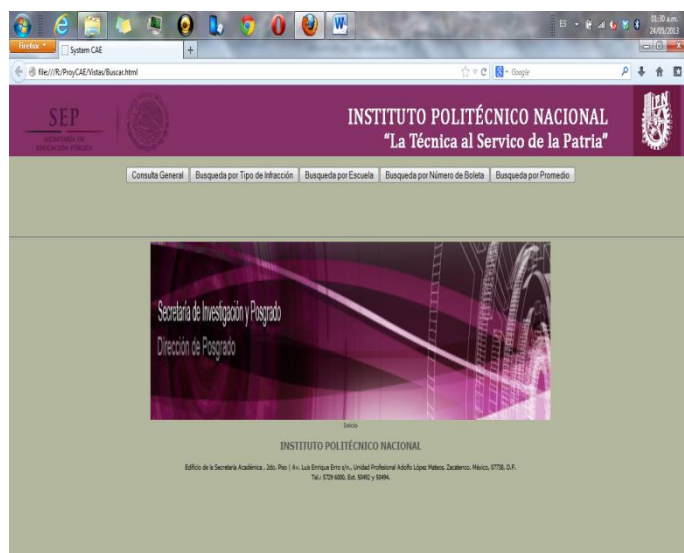 ES
01:30 a.m.
24/05/2013
Firefox
System CAE
file:///R:/ProyCAE/Vistas/Buscar.html
Google
SEP
SECRETARÍA DE
EDUCACIÓN PÚBLICA
INSTITUTO POLITÉCNICO NACIONAL
“La Técnica al Servico de la Patria”
IPN
Consulta General
Busqueda por Tipo de Infracción
Busqueda por Escuela
Busqueda por Número de Boleta
Busqueda por Promedio
Secretaría de Investigación y Posgrado
Dirección de Posgrado
Inicio
INSTITUTO POLITÉCNICO NACIONAL
Edificio de la Secretaría Académica , 2do. Piso | Av. Luis Enrique Erro s/n., Unidad Profesional Adolfo López Mateos, Zacatenco, México, 07738, D.F.
Tel.: 5729 6000, Ext. 50492 y 50494.